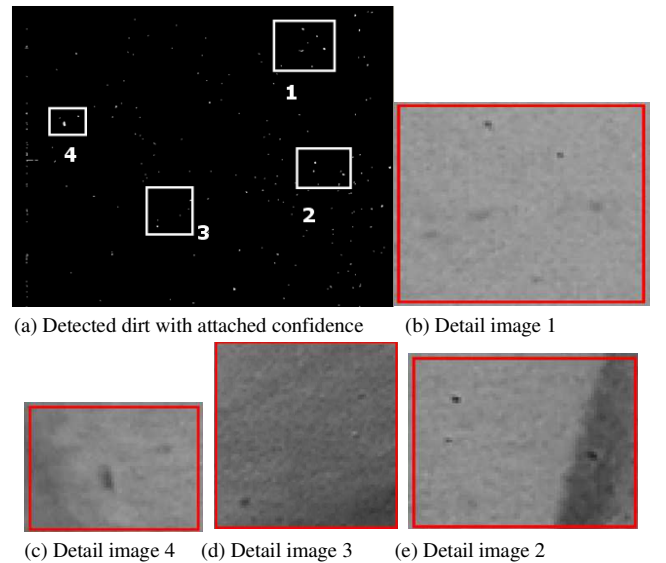 1
4
2
3
(a) Detected dirt with attached confidence (b) Detail image 1
(c) Detail image 4 (d) Detail image 3 (e) Detail image 2